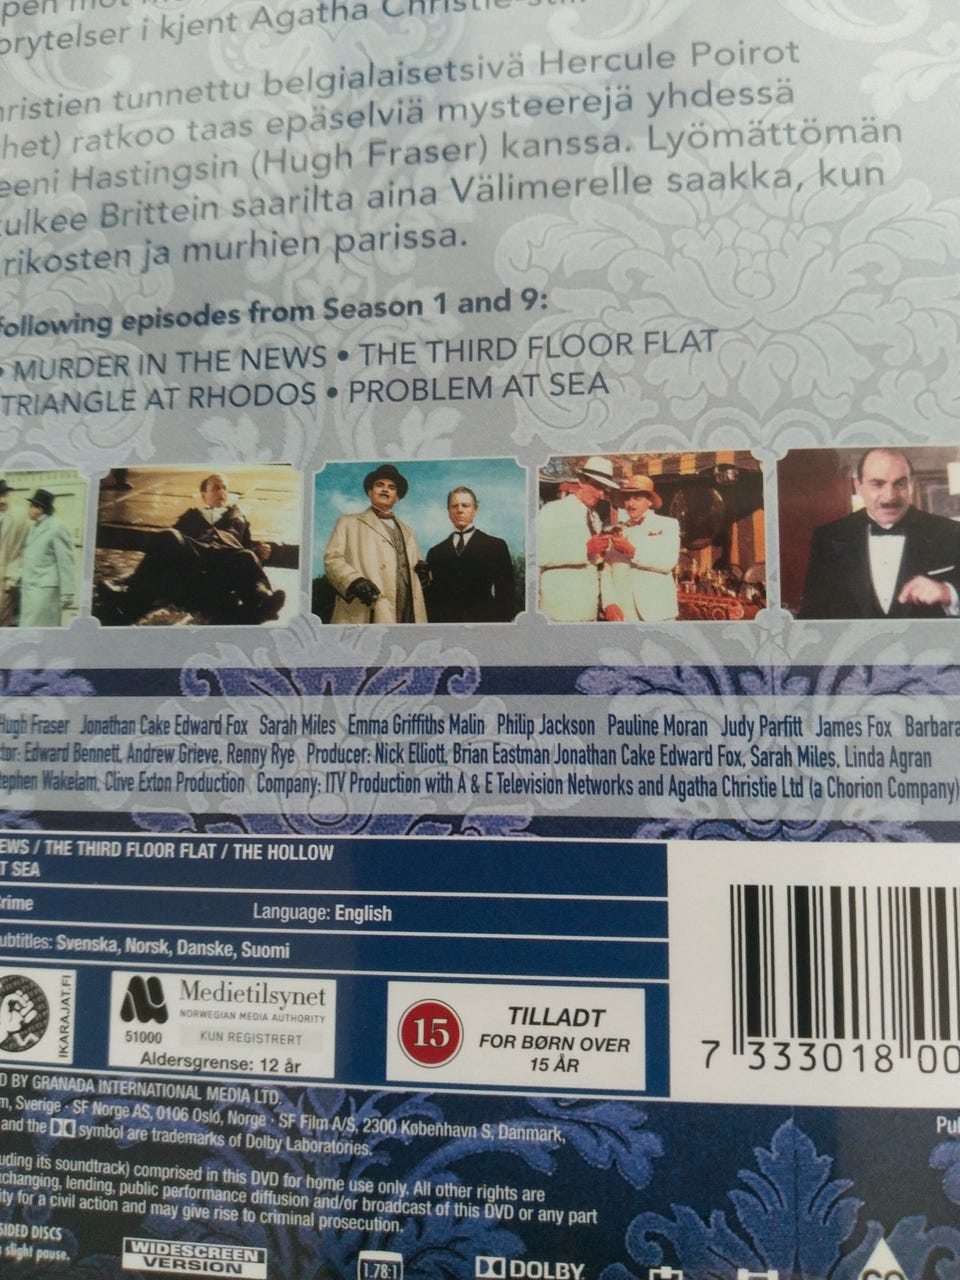 orytelser i kjent Agatha Christie-stil.
ristien tunnettu belgialaisetsivä Hercule Poirot
het) ratkoo taas epäselviä mysteerejä yhdessä
eeni Hastingsin (Hugh Fraser) kanssa. Lyömättömän
ulkee Brittein saarilta aina Välimerelle saakka, kun
rikosten ja murhien parissa.
following episodes from Season 1 and 9:
• MURDER IN THE NEWS • THE THIRD FLOOR FLAT
TRIANGLE AT RHODOS • PROBLEM AT SEA
Hugh Fraser Jonathan Cake Edward Fox Sarah Miles Emma Griffiths Malin Philip Jackson Pauline Moran Judy Parfitt James Fox Barbara
tor: Edward Bennett, Andrew Grieve, Renny Rye Producer: Nick Elliott, Brian Eastman Jonathan Cake Edward Fox, Sarah Miles, Linda Agran
tephen Wakelam, Clive Exton Production Company: ITV Production with A & E Television Networks and Agatha Christie Ltd (a Chorion Company)
EWS / THE THIRD FLOOR FLAT / THE HOLLOW
T SEA
Crime
Language: English
ubtitles: Svenska, Norsk, Danske, Suomi
IKARAJAT.FI
Medietilsynet
NORWEGIAN MEDIA AUTHORITY
51000 KUN REGISTRERT
Aldersgrense: 12 år
15
TILLADT
FOR BØRN OVER
15 ÅR
7 333018 00
D BY GRANADA INTERNATIONAL MEDIA LTD.
m, Sverige · SF Norge AS, 0106 Oslo, Norge · SF Film A/S, 2300 København S, Danmark,
and the symbol are trademarks of Dolby Laboratories.
uding its soundtrack) comprised in this DVD for home use only. All other rights are
xchanging, lending, public performance diffusion and/or broadcast of this DVD or any part
ity for a civil action and may give rise to criminal prosecution.
SIDED DISCS
slight pause.
WIDESCREEN
VERSION
1.78:1
DOLBY